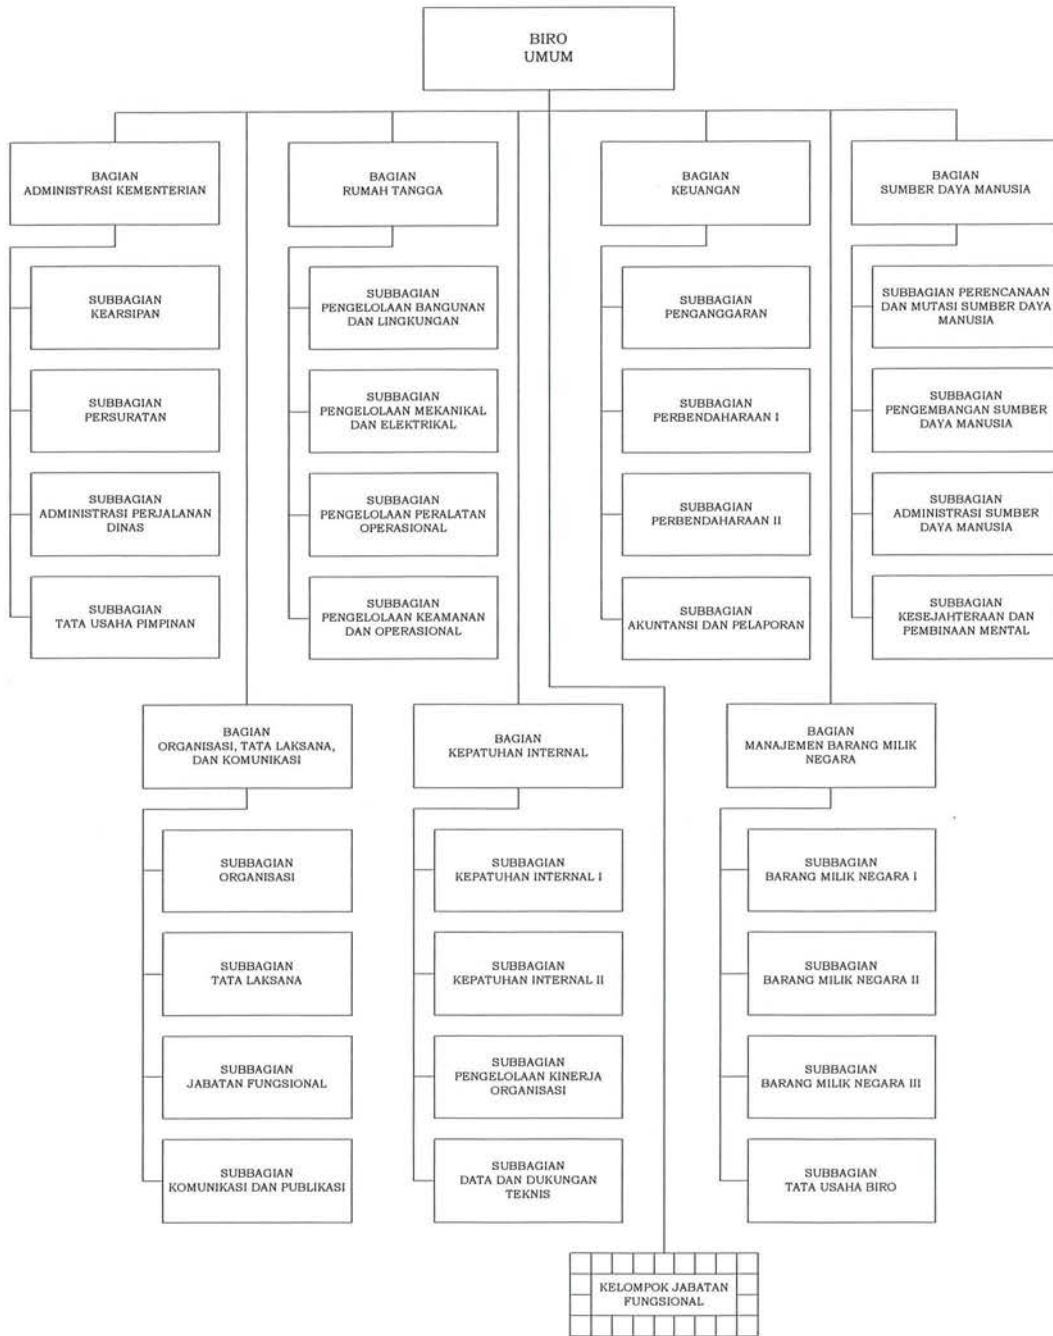 BIRO
UMUM
BAGIAN
ADMINISTRASI KEMENTERIAN
BAGIAN
RUMAH TANGGA
BAGIAN
KEUANGAN
BAGIAN
SUMBER DAYA MANUSIA
SUBBAGIAN
KEARSIPAN
SUBBAGIAN
PERSURATAN
SUBBAGIAN
ADMINISTRASI PERJALANAN
DINAS
SUBBAGIAN
TATA USAHA PIMPINAN
SUBBAGIAN
PENGELOLAAN BANGUNAN
DAN LINGKUNGAN
SUBBAGIAN
PENGELOLAAN MEKANIKAL
DAN ELEKTRIKAL
SUBBAGIAN
PENGELOLAAN PERALATAN
OPERASIONAL
SUBBAGIAN
PENGELOLAAN KEAMANAN
DAN OPERASIONAL
SUBBAGIAN
PENGANGGARAN
SUBBAGIAN
PERBENDAHARAAN I
SUBBAGIAN
PERBENDAHARAAN II
SUBBAGIAN
AKUNTANSI DAN PELAPORAN
SUBBAGIAN PERENCANAAN
DAN MUTASI SUMBER DAYA
MANUSIA
SUBBAGIAN
PENGEMBANGAN SUMBER
DAYA MANUSIA
SUBBAGIAN
ADMINISTRASI SUMBER
DAYA MANUSIA
SUBBAGIAN
KESEJAHTERAAN DAN
PEMBINAAN MENTAL
BAGIAN
ORGANISASI, TATA LAKSANA,
DAN KOMUNIKASI
BAGIAN
KEPATUHAN INTERNAL
BAGIAN
MANAJEMEN BARANG MILIK
NEGARA
SUBBAGIAN
ORGANISASI
SUBBAGIAN
TATA LAKSANA
SUBBAGIAN
JABATAN FUNGSIONAL
SUBBAGIAN
KOMUNIKASI DAN PUBLIKASI
SUBBAGIAN
KEPATUHAN INTERNAL I
SUBBAGIAN
KEPATUHAN INTERNAL II
SUBBAGIAN
PENGELOLAAN KINERJA
ORGANISASI
SUBBAGIAN
DATA DAN DUKUNGAN
TEKNIS
SUBBAGIAN
BARANG MILIK NEGARA I
SUBBAGIAN
BARANG MILIK NEGARA II
SUBBAGIAN
BARANG MILIK NEGARA III
SUBBAGIAN
TATA USAHA BIRO
KELOMPOK JABATAN
FUNGSIONAL